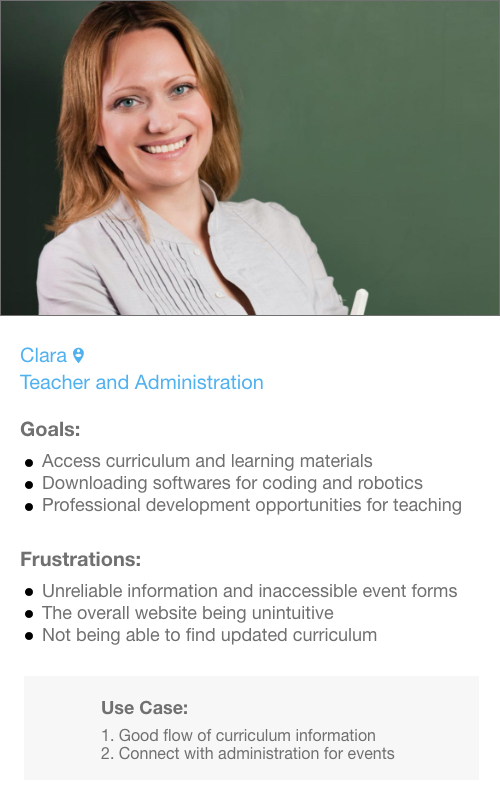 Clara
Teacher and Administration
Goals:
● Access curriculum and learning materials
● Downloading softwares for coding and robotics
● Professional development opportunities for teaching
Frustrations:
● Unreliable information and inaccessible event forms
● The overall website being unintuitive
● Not being able to find updated curriculum
Use Case:
1. Good flow of curriculum information
2. Connect with administration for events